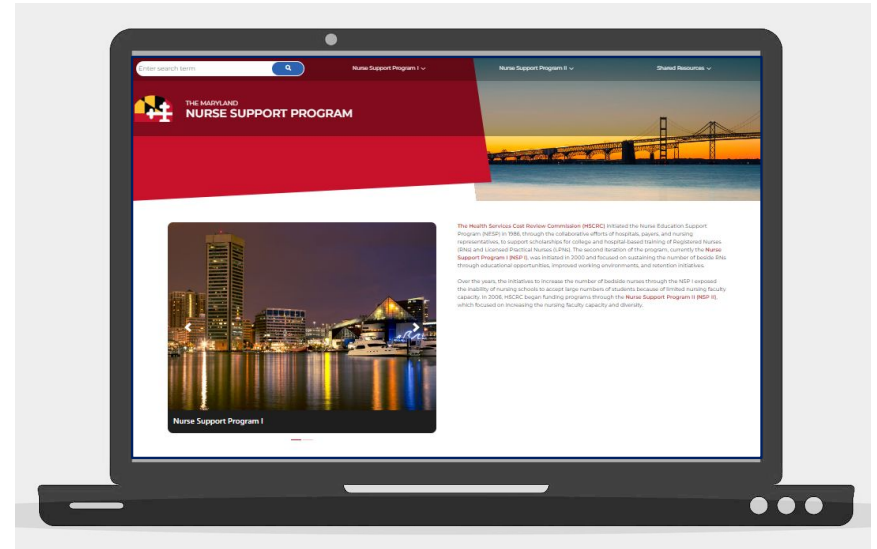 Enter search term
Nurse Support Program I
Nurse Support Program II
Shared Resources
THE MARYLAND
NURSE SUPPORT PROGRAM
The Health Services Cost Review Commission (HSCRC) initiated the Nurse Education Support
Program (NESP) in 1986, through the collaborative efforts of hospitals, payers, and nursing
representatives, to support scholarships for college and hospital-based training of Registered Nurses
(RNs) and Licensed Practical Nurses (LPNs). The second iteration of the program, currently the Nurse
Support Program I (NSP I), was initiated in 2000 and focused on sustaining the number of beside RNs
through educational opportunities, improved working environments, and retention initiatives.
Over the years, the initiatives to increase the number of bedside nurses through the NSP I exposed
the inability of nursing schools to accept large numbers of students because of limited nursing faculty
capacity. In 2006, HSCRC began funding programs through the Nurse Support Program II (NSP II),
which focused on increasing the nursing faculty capacity and diversity.
Nurse Support Program I